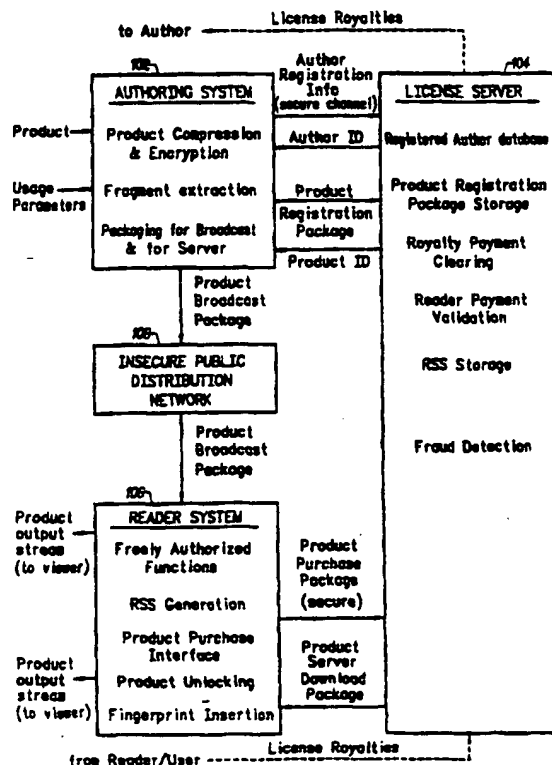 License Royalties
to Author
102
AUTHORING SYSTEM
Product
Product Compression
& Encryption
Usage
Parameters
Fragment extraction
Packaging for Broadcast
& for Server
Author
Registration
Info
(secure channel)
Author ID
Product
Registration
Package
Product ID
104
LICENSE SERVER
Registered Author database
Product Registration
Package Storage
Royalty Payment
Clearing
Reader Payment
Validation
RSS Storage
Fraud Detection
Product
Broadcast
Package
108
INSECURE PUBLIC
DISTRIBUTION
NETWORK
Product
Broadcast
Package
106
READER SYSTEM
Product
output
stream
(to viewer)
Freely Authorized
Functions
RSS Generation
Product Purchase
Interface
Product
output
stream
(to viewer)
Product Unlocking
Fingerprint Insertion
Product
Purchase
Package
(secure)
Product
Server
Download
Package
License Royalties
from Reader/User